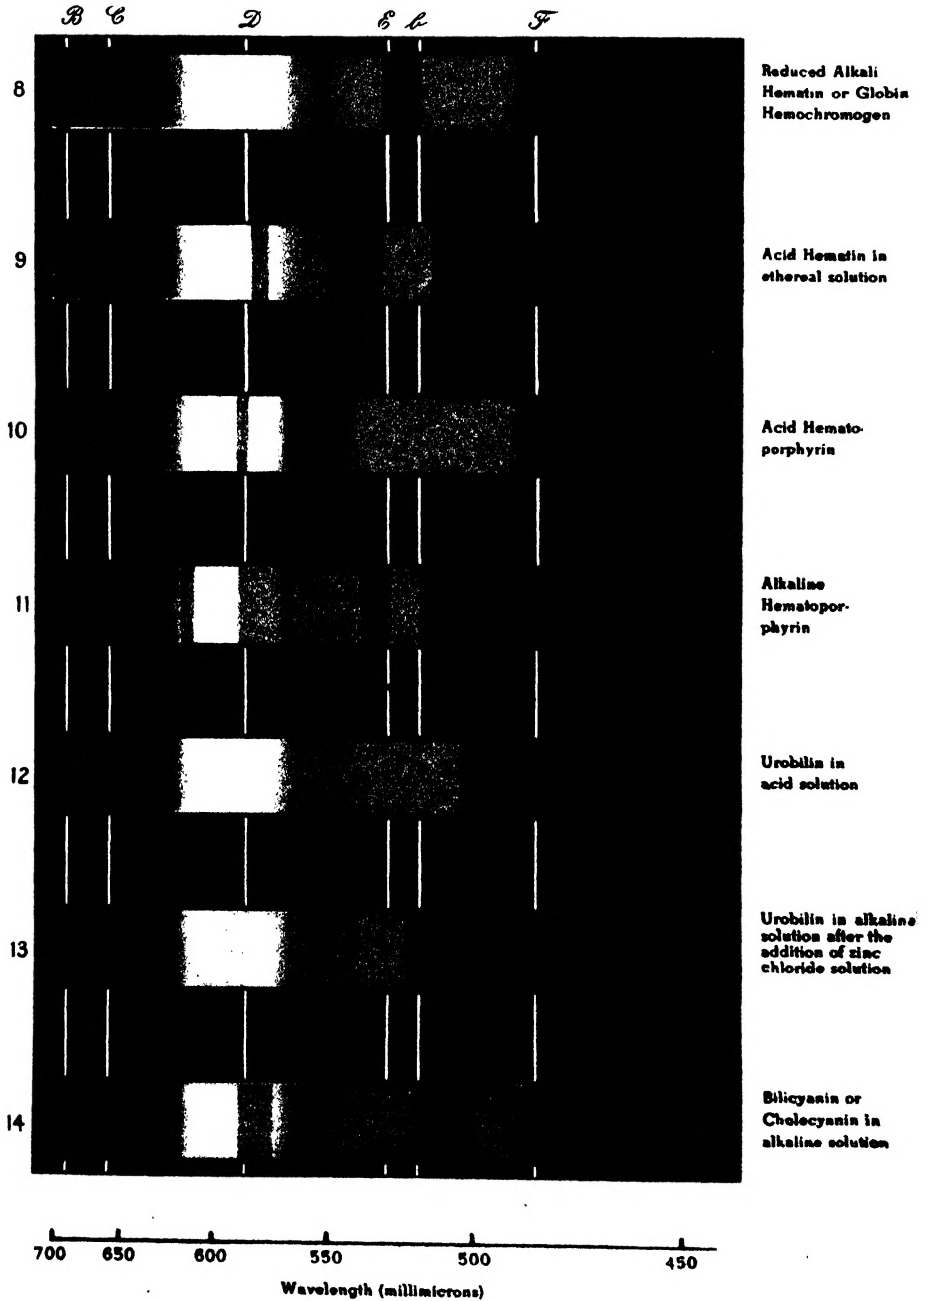 B C D E b F
8
Reduced Alkali
Hematin or Globin
Hemochromogen
9
Acid Hematin in
ethereal solution
10
Acid Hemato-
porphyrin
11
Alkaline
Hematopor-
phyrin
12
Urobilin in
acid solution
13
Urobilin in alkaline
solution after the
addition of zinc
chloride solution
14
Bilicyanin or
Cholecyanin in
alkaline solution
700 650 600 550 500 450
Wavelength (millimicrons)